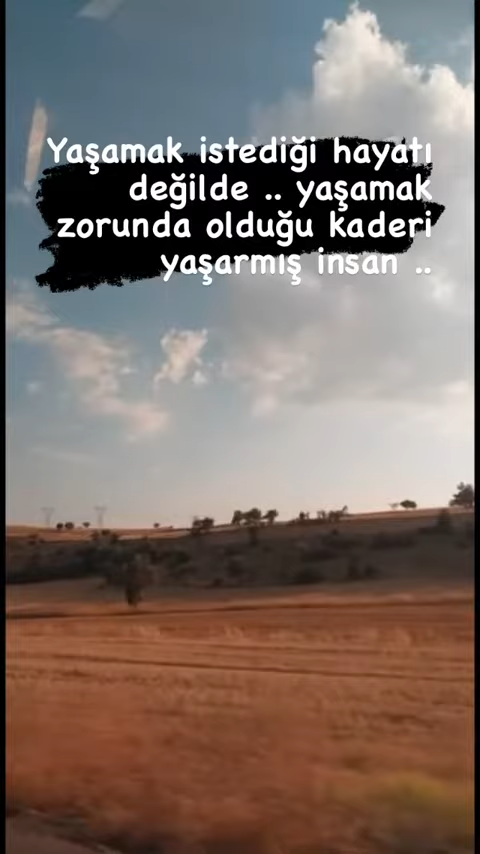 Yaşamak istediği hayatı
değilde .. yaşamak
zorunda olduğu kaderi
yaşarmış insan ..